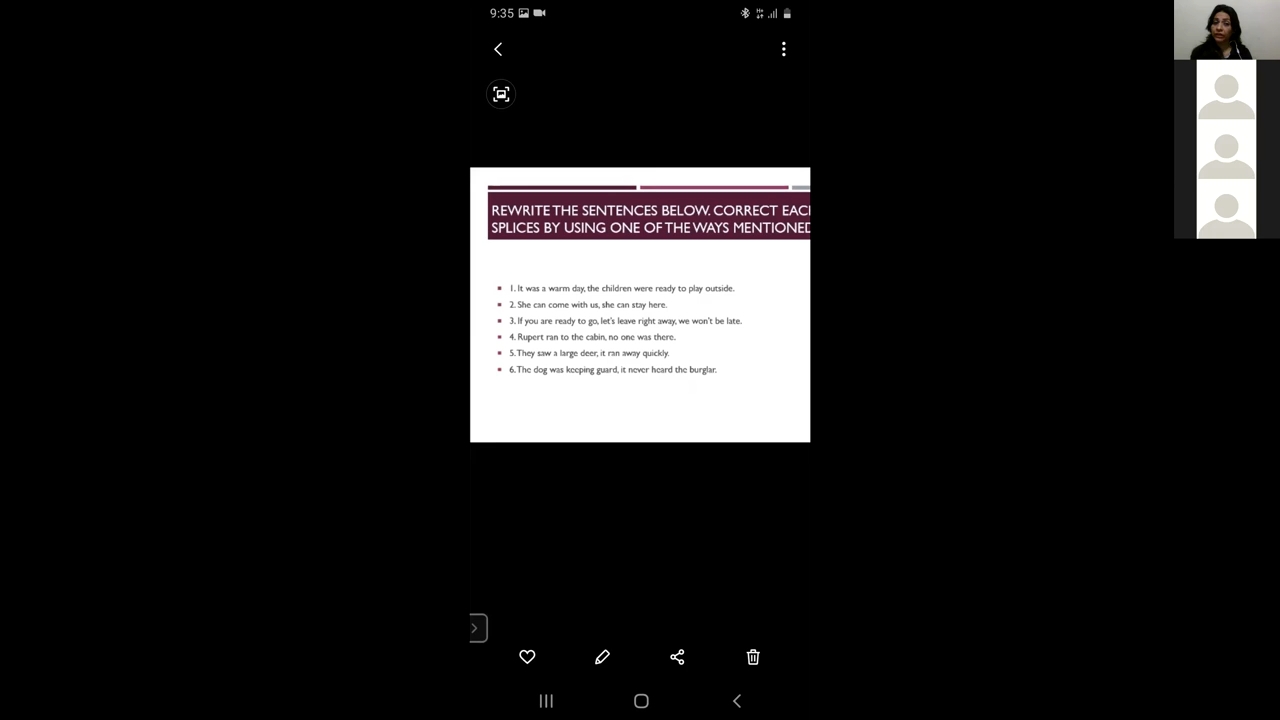 9:35
REWRITE THE SENTENCES BELOW. CORRECT EAC
SPLICES BY USING ONE OF THE WAYS MENTIONED
1. It was a warm day, the children were ready to play outside.
2. She can come with us, she can stay here.
3. If you are ready to go, let's leave right away, we won't be late.
4. Rupert ran to the cabin, no one was there.
5. They saw a large deer, it ran away quickly.
6. The dog was keeping guard, it never heard the burglar.